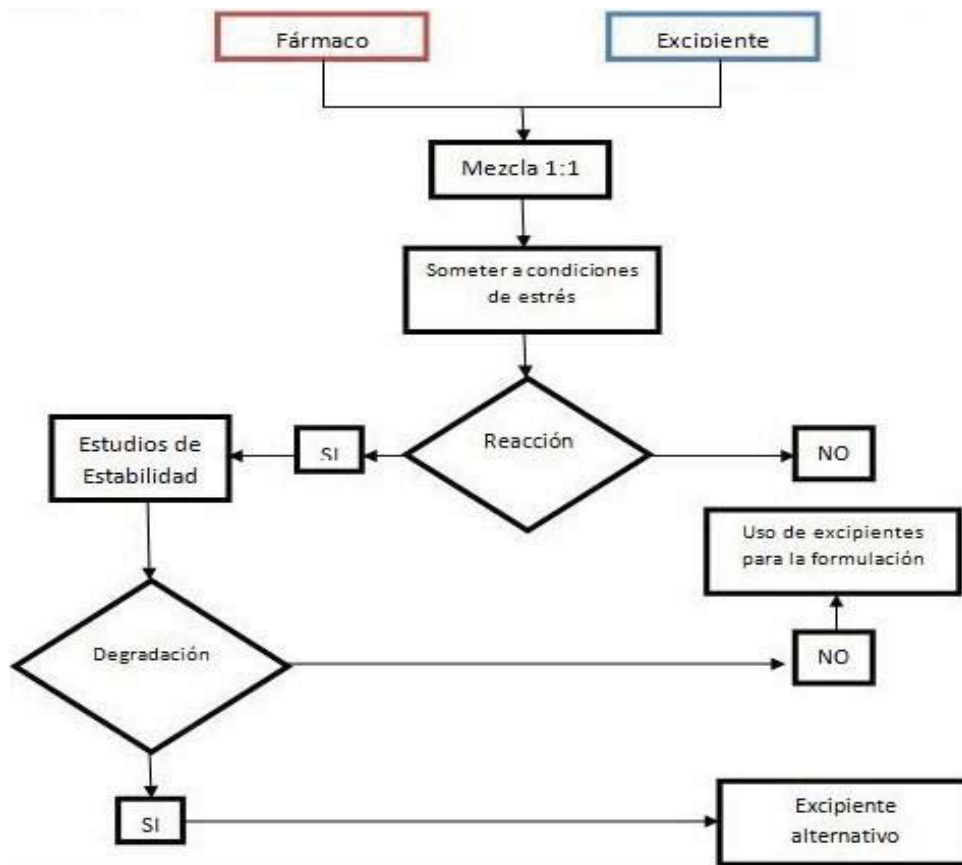 Fármaco
Excipiente
Mezcla 1:1
Someter a condiciones
de estrés
Reacción
SI
NO
Estudios de
Estabilidad
Uso de excipientes
para la formulación
Degradación
NO
SI
Excipiente
alternativo